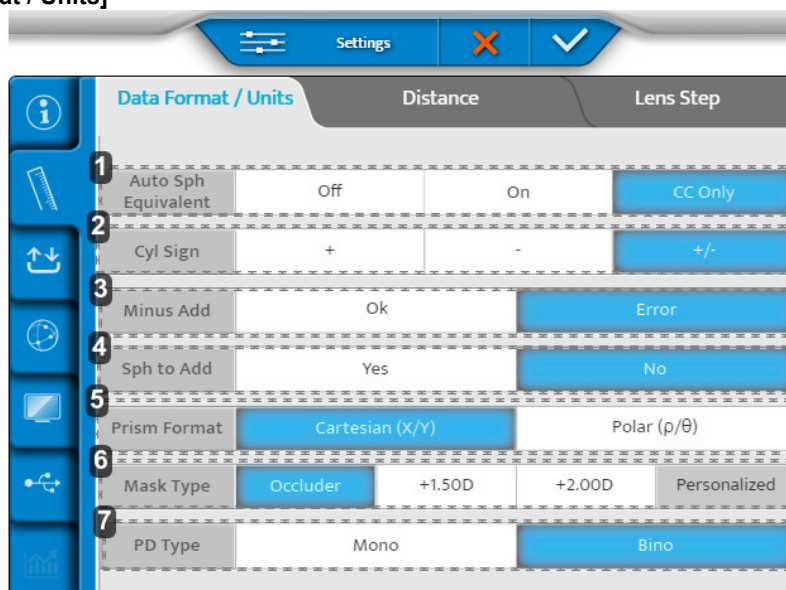 ut / Units]
Settings
Data Format / Units Distance Lens Step
1
Auto Sph Equivalent Off On CC Only
2
Cyl Sign + - +/-
3
Minus Add Ok Error
4
Sph to Add Yes No
5
Prism Format Cartesian (X/Y) Polar (ρ/θ)
6
Mask Type Occluder +1.50D +2.00D Personalized
7
PD Type Mono Bino